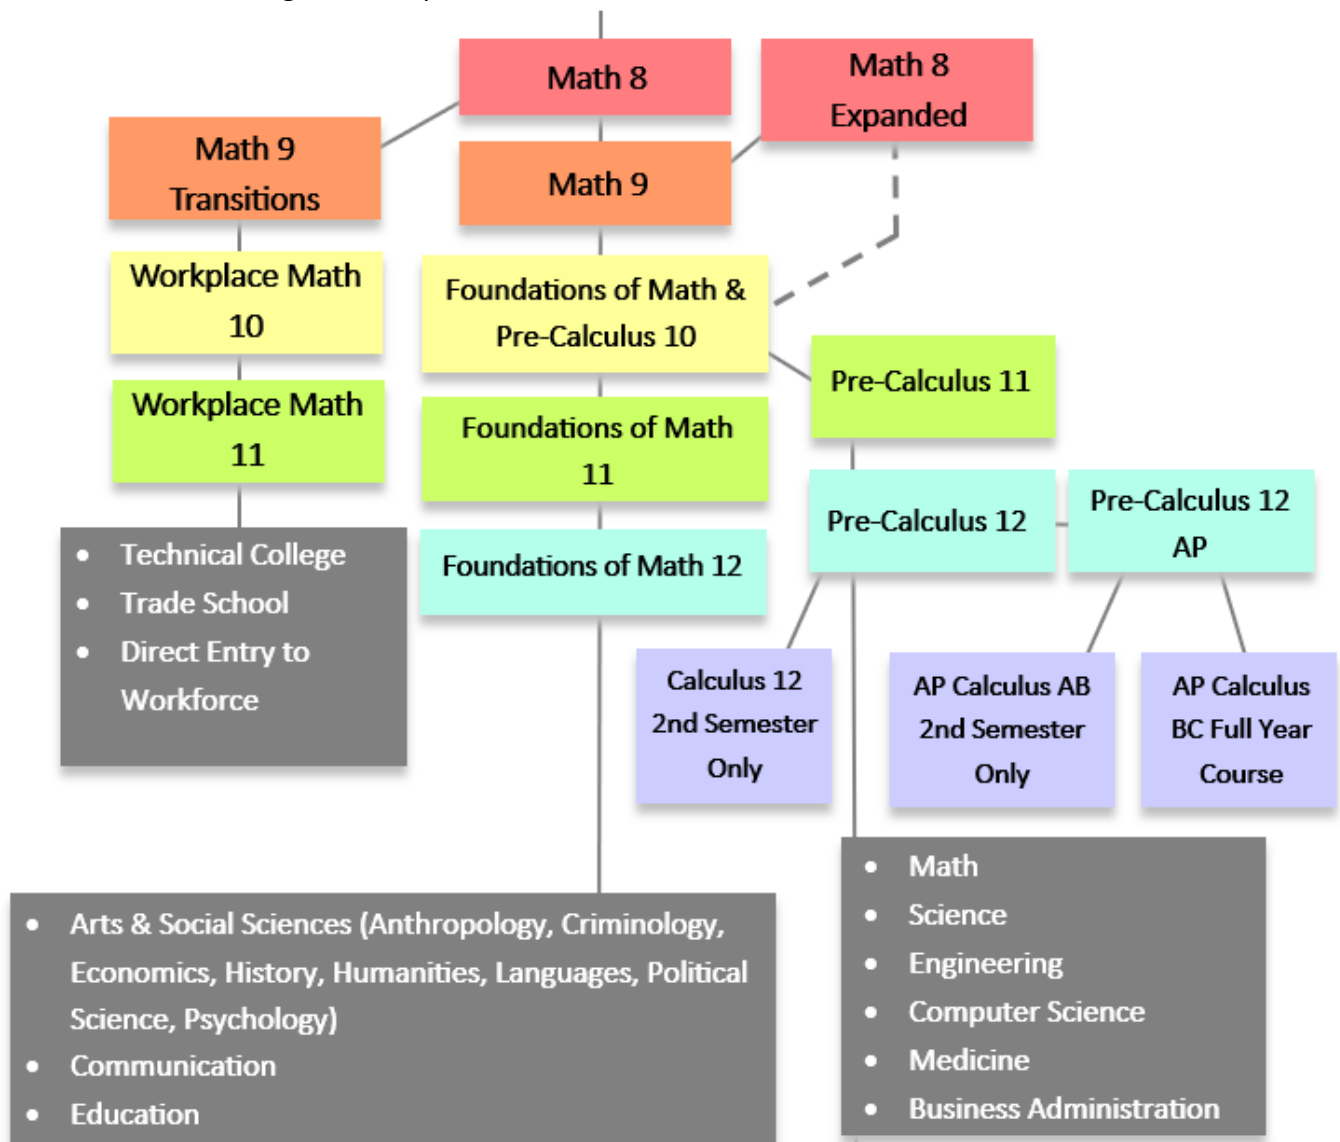 Math 8
Math 8
Expanded
Math 9
Transitions
Math 9
Workplace Math
10
Foundations of Math &
Pre-Calculus 10
Pre-Calculus 11
Workplace Math
11
Foundations of Math
11
Pre-Calculus 12
Pre-Calculus 12
AP
Foundations of Math 12
• Technical College
• Trade School
• Direct Entry to
Workforce
Calculus 12
2nd Semester
Only
AP Calculus AB
2nd Semester
Only
AP Calculus
BC Full Year
Course
• Arts & Social Sciences (Anthropology, Criminology,
Economics, History, Humanities, Languages, Political
Science, Psychology)
• Communication
• Education
• Math
• Science
• Engineering
• Computer Science
• Medicine
• Business Administration